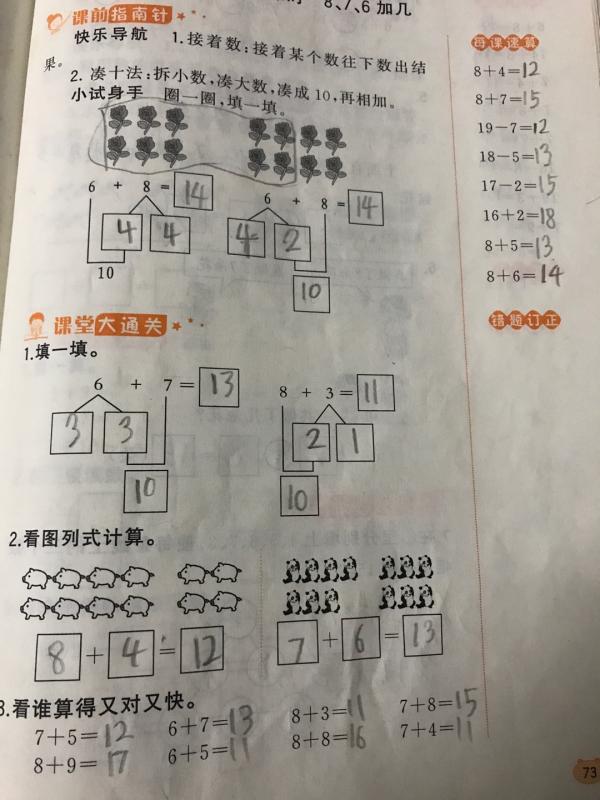 8、7、6 加几
课前指南针
快乐导航 1.接着数:接着某个数往下数出结
果。
2. 凑十法:拆小数,凑大数,凑成 10,再相加。
小试身手 圈一圈,填一填。
6 + 8 = 14
4 4
10
6 + 8 = 14
4 2
10
课堂大通关
1.填一填。
6 + 7 = 13
3 3
10
8 + 3 = 11
2 1
10
2.看图列式计算。
8 + 4 = 12
7 + 6 = 13
3.看谁算得又对又快。
7+5=12 6+7=13 8+3=11 7+8=15
8+9=17 6+5=11 8+8=16 7+4=11
每课速算
8+4=12
8+7=15
19-7=12
18-5=13
17-2=15
16+2=18
8+5=13
8+6=14
错题订正
73